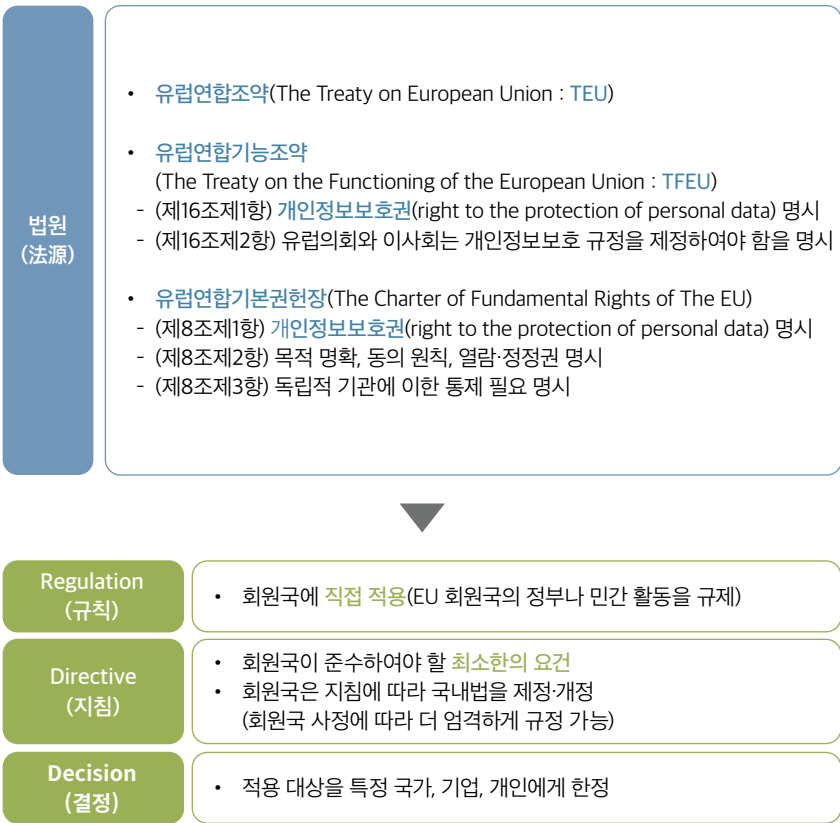 법원
(法源)
• 유럽연합조약(The Treaty on European Union : TEU)
• 유럽연합기능조약
(The Treaty on the Functioning of the European Union : TFEU)
- (제16조제1항) 개인정보보호권(right to the protection of personal data) 명시
- (제16조제2항) 유럽의회와 이사회는 개인정보보호 규정을 제정하여야 함을 명시
• 유럽연합기본권헌장(The Charter of Fundamental Rights of The EU)
- (제8조제1항) 개인정보보호권(right to the protection of personal data) 명시
- (제8조제2항) 목적 명확, 동의 원칙, 열람·정정권 명시
- (제8조제3항) 독립적 기관에 이한 통제 필요 명시
Regulation
(규칙)
• 회원국에 직접 적용(EU 회원국의 정부나 민간 활동을 규제)
Directive
(지침)
• 회원국이 준수하여야 할 최소한의 요건
• 회원국은 지침에 따라 국내법을 제정·개정
(회원국 사정에 따라 더 엄격하게 규정 가능)
Decision
(결정)
• 적용 대상을 특정 국가, 기업, 개인에게 한정